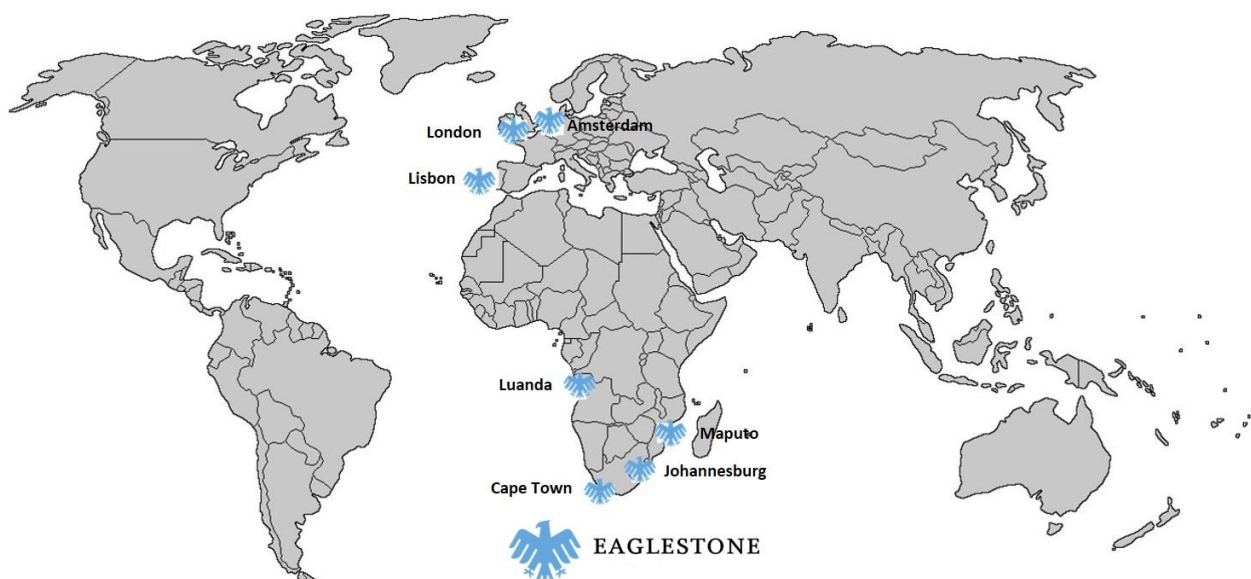 London
Amsterdam
Lisbon
Luanda
Maputo
Johannesburg
Cape Town
EAGLESTONE